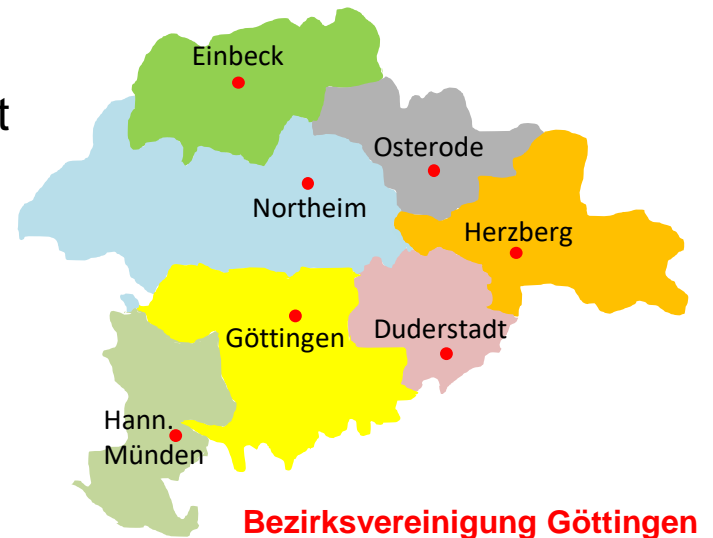 Einbeck
t
Osterode
Northeim
Herzberg
Göttingen
Duderstadt
Hann.
Münden
Bezirksvereinigung Göttingen